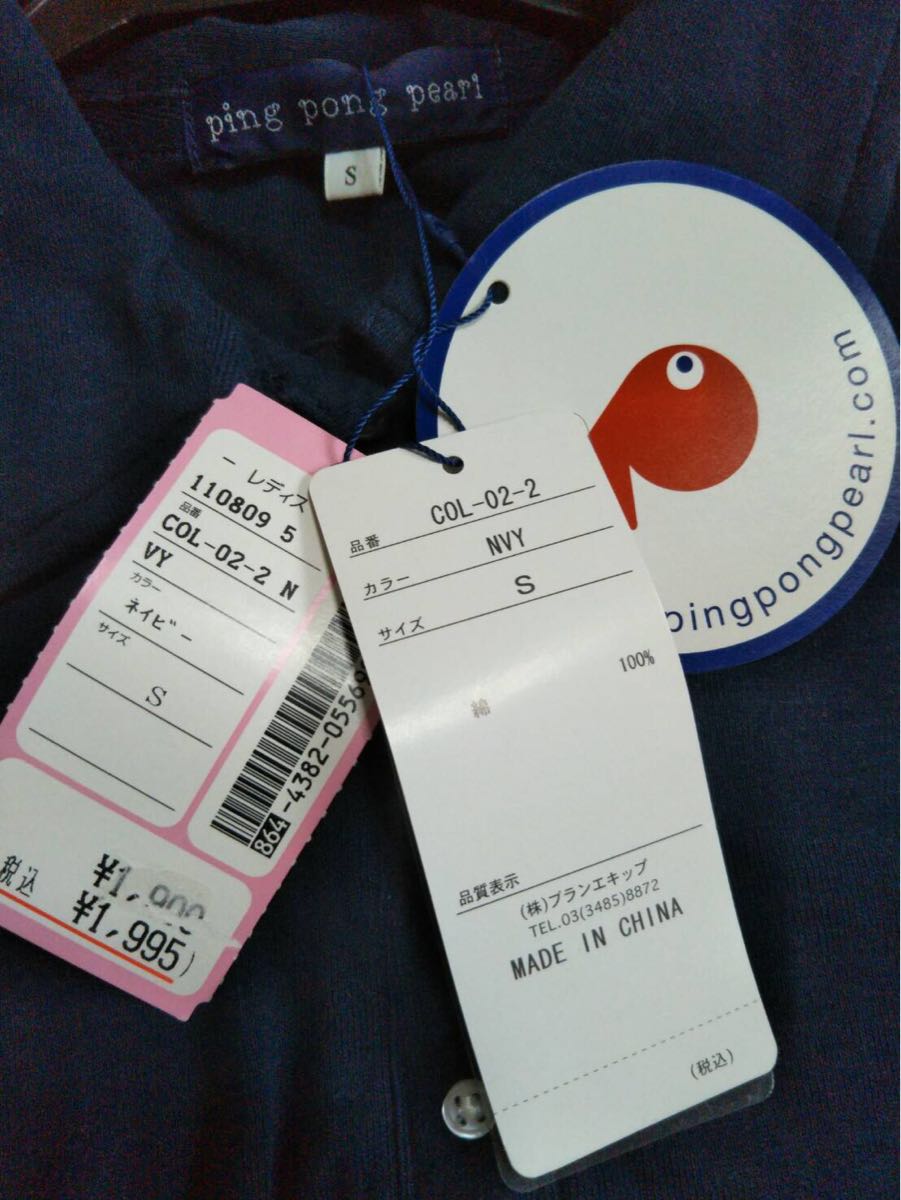 ping pong pearl
S
pingpongpearl.com
レディス
110809 5
品番
COL-02-2 N
VY
カラー
ネイビー
サイズ
S
864-4382-0556
¥1,900
税込 ¥1,995)
COL-02-2
品番
NVY
カラー
S
サイズ
綿 100%
品質表示
(株)プランエキップ
TEL.03(3485)8872
MADE IN CHINA
(税込)